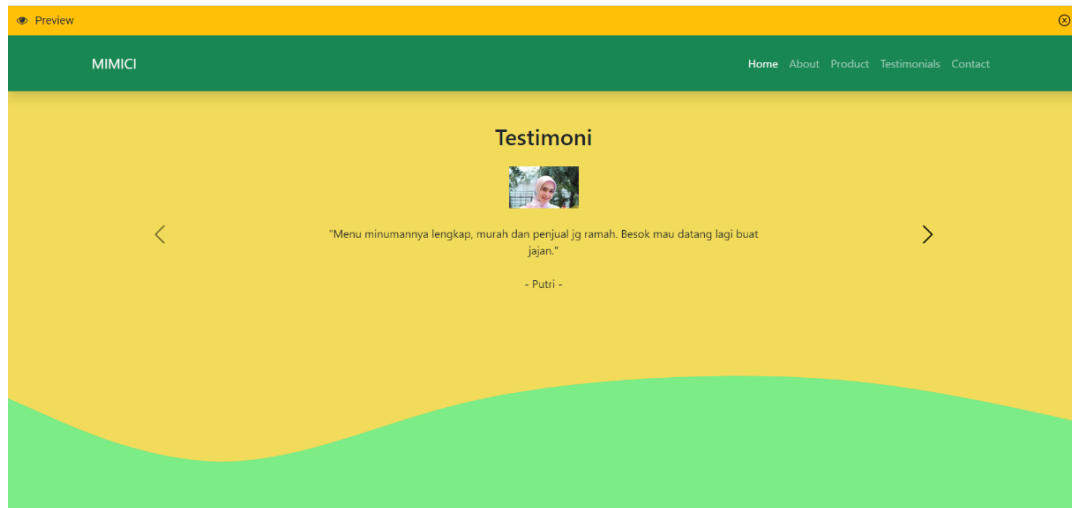 Preview
MIMICI
Home About Product Testimonials Contact
Testimoni
"Menu minumannya lengkap, murah dan penjual jg ramah. Besok mau datang lagi buat
jajan."
- Putri -